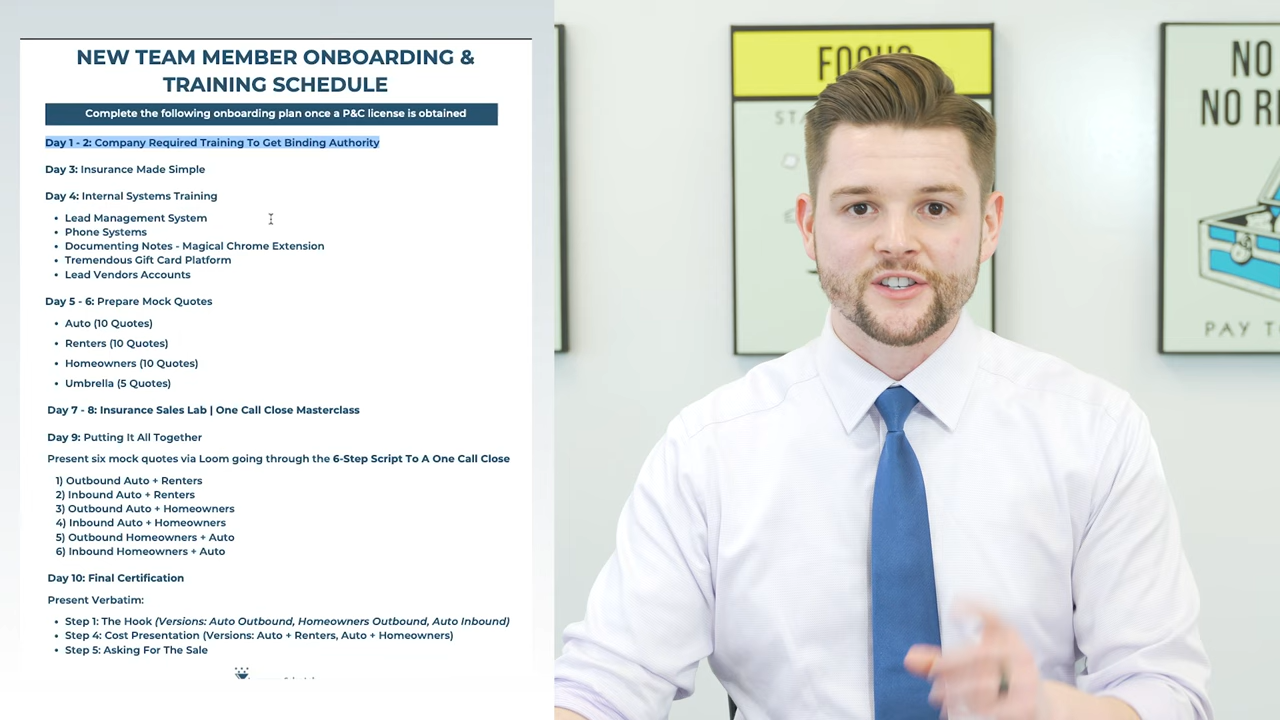 NEW TEAM MEMBER ONBOARDING &
TRAINING SCHEDULE
Complete the following onboarding plan once a P&C license is obtained
Day 1 - 2: Company Required Training To Get Binding Authority
Day 3: Insurance Made Simple
Day 4: Internal Systems Training
• Lead Management System
• Phone Systems
• Documenting Notes - Magical Chrome Extension
• Tremendous Gift Card Platform
• Lead Vendors Accounts
Day 5 - 6: Prepare Mock Quotes
• Auto (10 Quotes)
• Renters (10 Quotes)
• Homeowners (10 Quotes)
• Umbrella (5 Quotes)
Day 7 - 8: Insurance Sales Lab | One Call Close Masterclass
Day 9: Putting It All Together
Present six mock quotes via Loom going through the 6-Step Script To A One Call Close
1) Outbound Auto + Renters
2) Inbound Auto + Renters
3) Outbound Auto + Homeowners
4) Inbound Auto + Homeowners
5) Outbound Homeowners + Auto
6) Inbound Homeowners + Auto
Day 10: Final Certification
Present Verbatim:
• Step 1: The Hook (Versions: Auto Outbound, Homeowners Outbound, Auto Inbound)
• Step 4: Cost Presentation (Versions: Auto + Renters, Auto + Homeowners)
• Step 5: Asking For The Sale
FOCUS
STA
NO
NO RI
PAY T